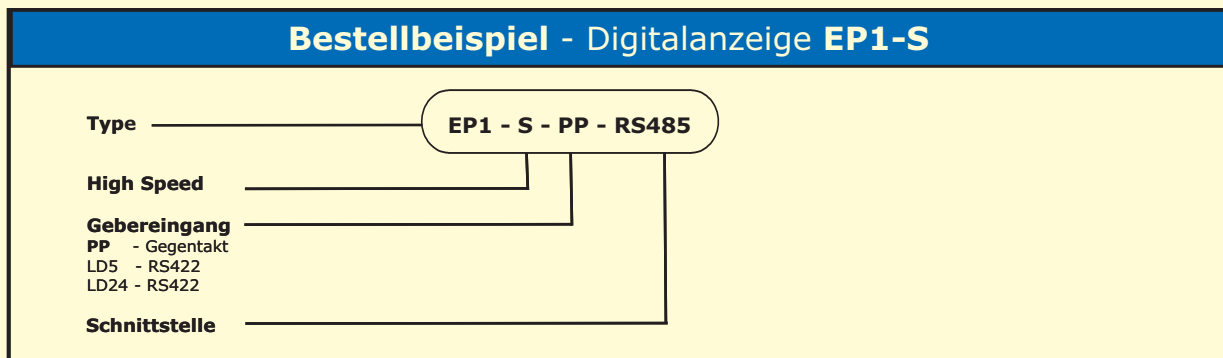 Bestellbeispiel - Digitalanzeige EP1-S
Type
EP1 - S - PP - RS485
High Speed
Gebereingang
PP - Gegentakt
LD5 - RS422
LD24 - RS422
Schnittstelle